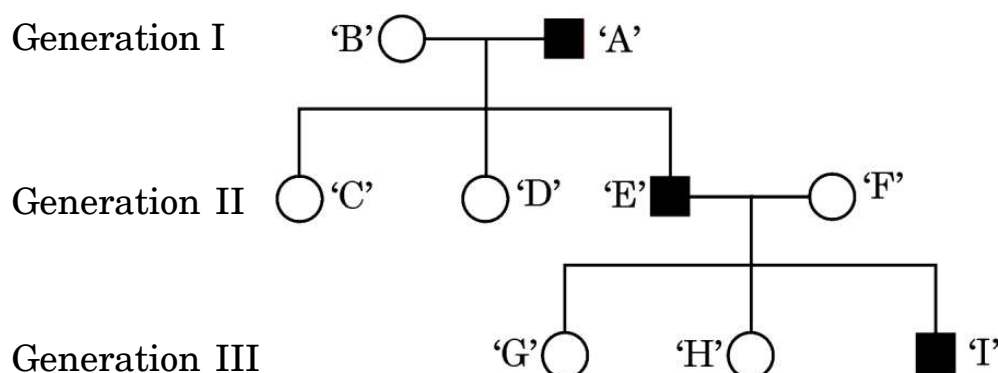 Generation I 'B' 'A'
Generation II 'C' 'D' 'E' 'F'
Generation III 'G' 'H' 'I'